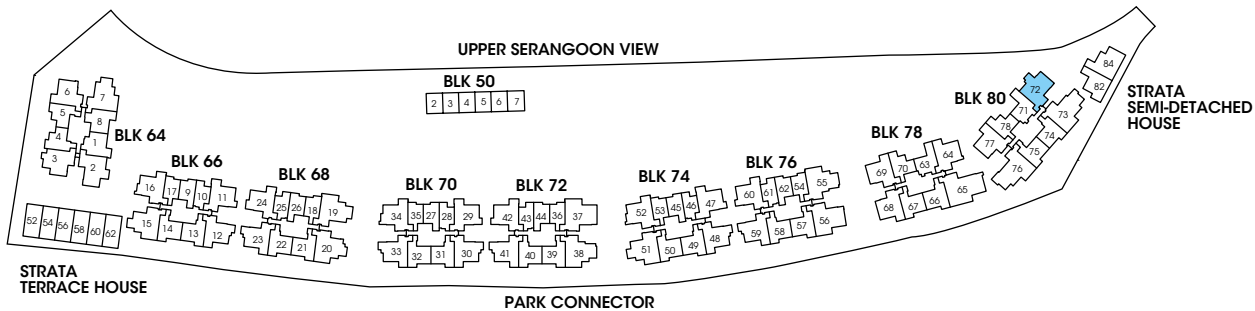 UPPER SERANGOON VIEW
BLK 50
2 3 4 5 6 7
6 7
5 8
4 1
3 2
BLK 64
52 54 56 58 60 62
STRATA
TERRACE HOUSE
BLK 66
16 17 9 10 11
15 14 13 12
BLK 68
24 25 26 18 19
23 22 21 20
BLK 70
34 35 27 28 29
33 32 31 30
BLK 72
42 43 44 36 37
41 40 39 38
BLK 74
52 53 45 46 47
51 50 49 48
BLK 76
60 61 62 54 55
59 58 57 56
BLK 78
69 70 63 64
68 67 66 65
BLK 80
72
71 73
78 74
77 75
76
84
82
STRATA
SEMI-DETACHED
HOUSE
PARK CONNECTOR